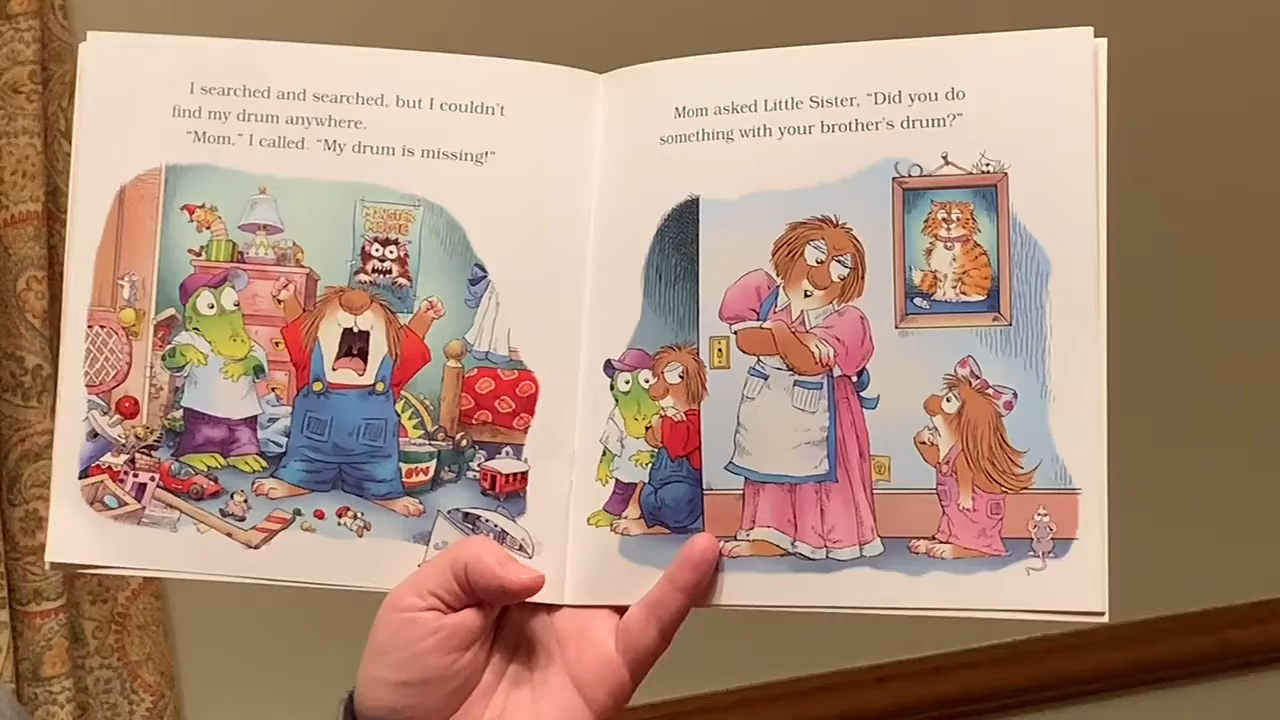 I searched and searched, but I couldn't
find my drum anywhere.
"Mom," I called. "My drum is missing!"
MONSTER
MOVIE
Mom asked Little Sister, "Did you do
something with your brother's drum?"